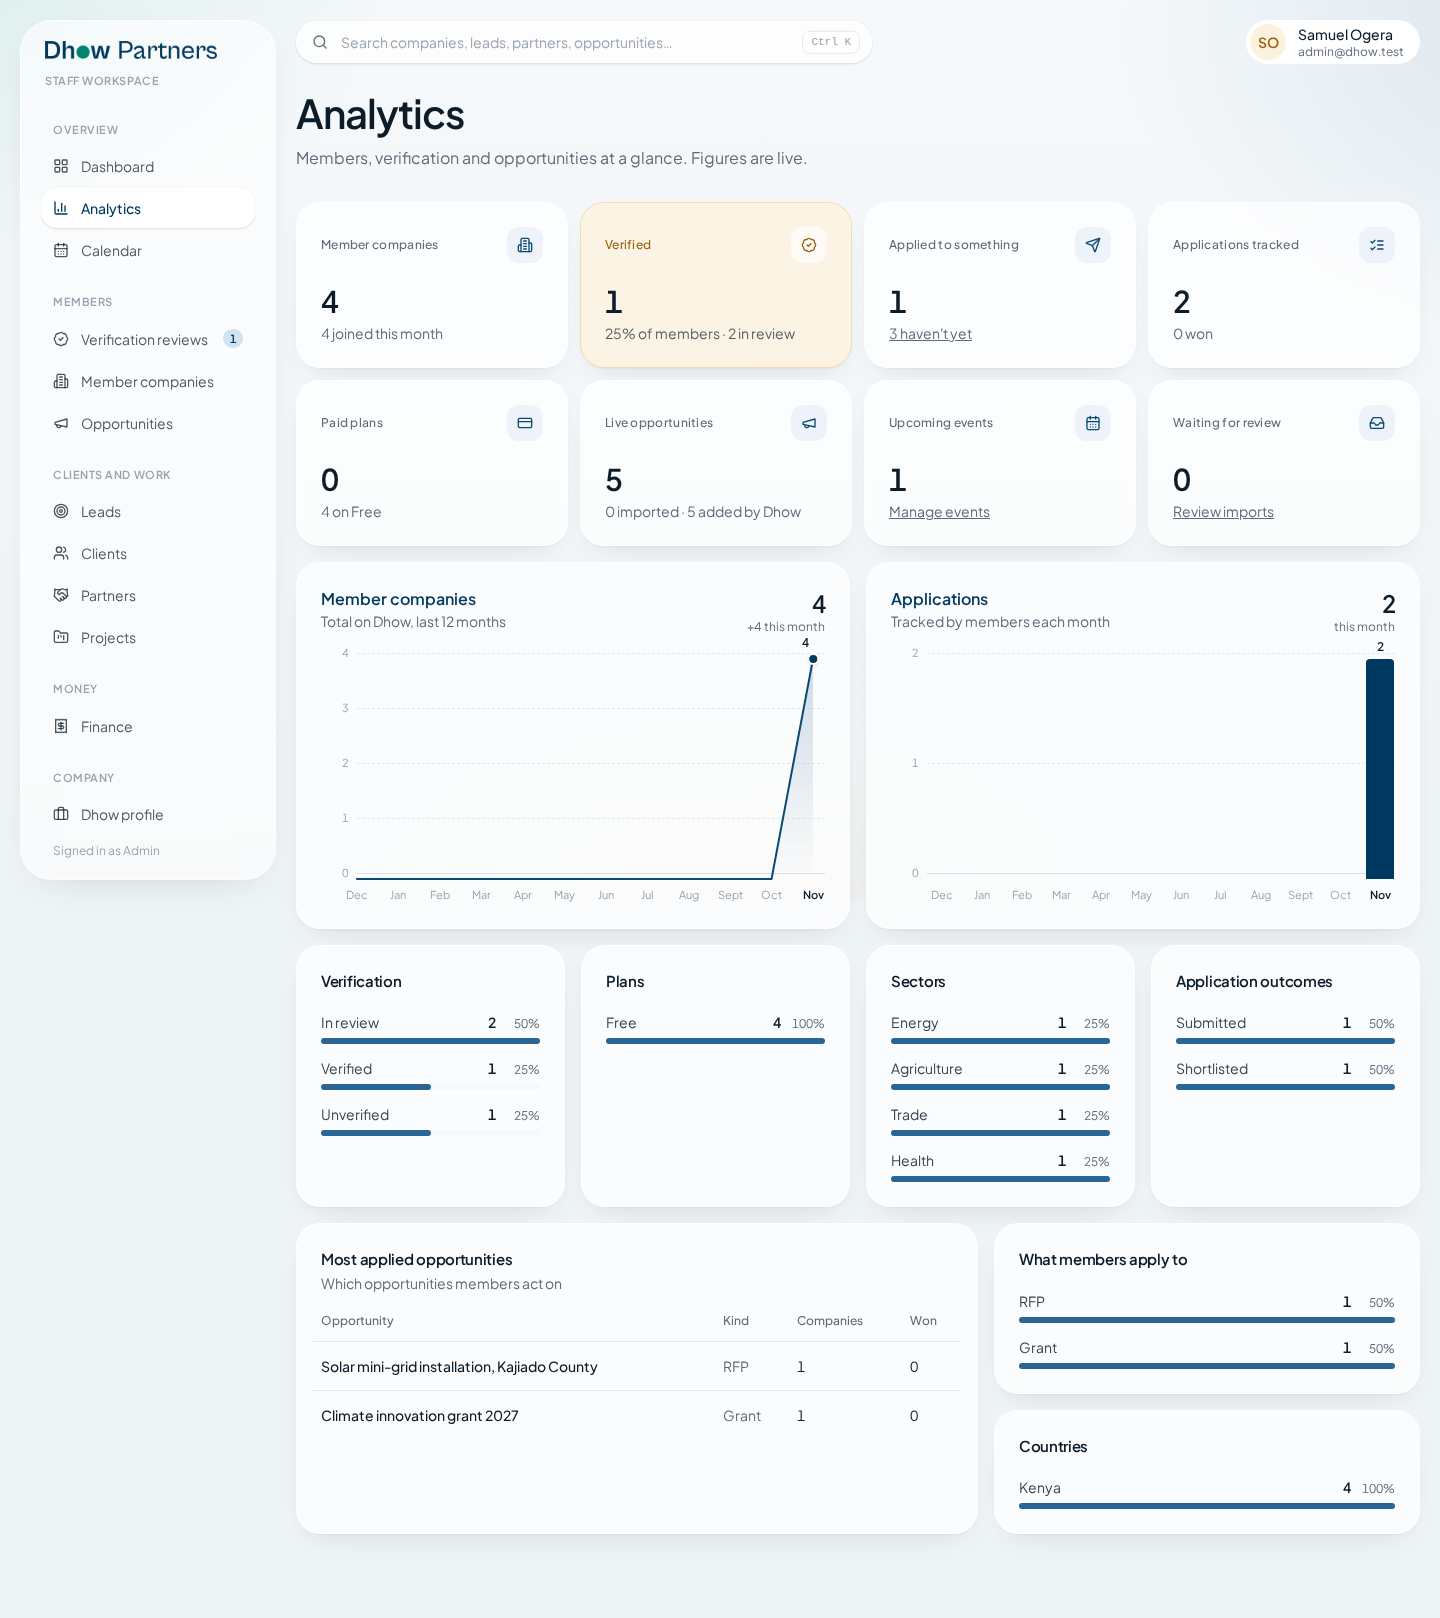 Dhow Partners
STAFF WORKSPACE
OVERVIEW
Dashboard
Analytics
Calendar
MEMBERS
Verification reviews 1
Member companies
Opportunities
CLIENTS AND WORK
Leads
Clients
Partners
Projects
MONEY
Finance
COMPANY
Dhow profile
Signed in as Admin
Search companies, leads, partners, opportunities... Ctrl K
SO
Samuel Ogera
admin@dhow.test
Analytics
Members, verification and opportunities at a glance. Figures are live.
Member companies
4
4 joined this month
Verified
1
25% of members · 2 in review
Applied to something
1
3 haven't yet
Applications tracked
2
0 won
Paid plans
0
4 on Free
Live opportunities
5
0 imported · 5 added by Dhow
Upcoming events
1
Manage events
Waiting for review
0
Review imports
Member companies
Total on Dhow, last 12 months
4
+4 this month
4
4
3
2
1
0
Dec Jan Feb Mar Apr May Jun Jul Aug Sept Oct Nov
Applications
Tracked by members each month
2
this month
2
2
1
0
Dec Jan Feb Mar Apr May Jun Jul Aug Sept Oct Nov
Verification
In review 2 50%
Verified 1 25%
Unverified 1 25%
Plans
Free 4 100%
Sectors
Energy 1 25%
Agriculture 1 25%
Trade 1 25%
Health 1 25%
Application outcomes
Submitted 1 50%
Shortlisted 1 50%
Most applied opportunities
Which opportunities members act on
Opportunity Kind Companies Won
Solar mini-grid installation, Kajiado County RFP 1 0
Climate innovation grant 2027 Grant 1 0
What members apply to
RFP 1 50%
Grant 1 50%
Countries
Kenya 4 100%